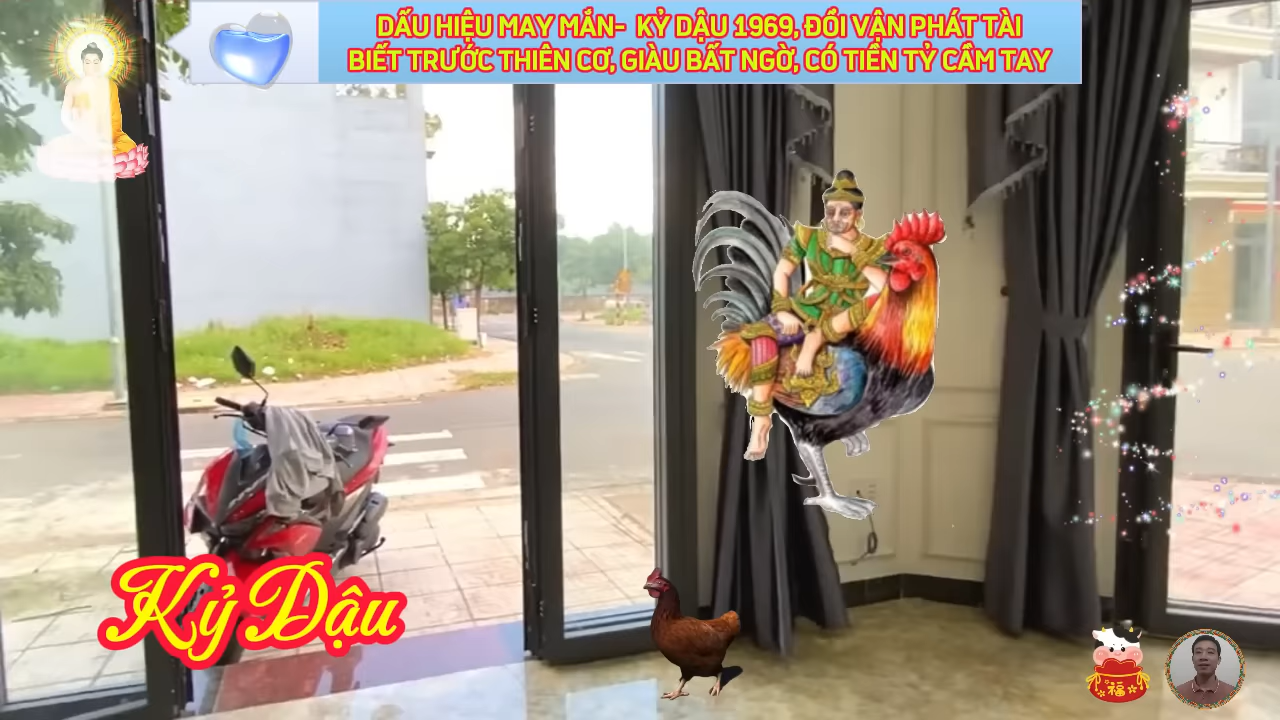 DẤU HIỆU MAY MẮN- KỶ DẬU 1969, ĐỔI VẬN PHÁT TÀI
BIẾT TRƯỚC THIÊN CƠ, GIÀU BẤT NGỜ, CÓ TIỀN TỶ CẦM TAY
Kỷ Dậu
福